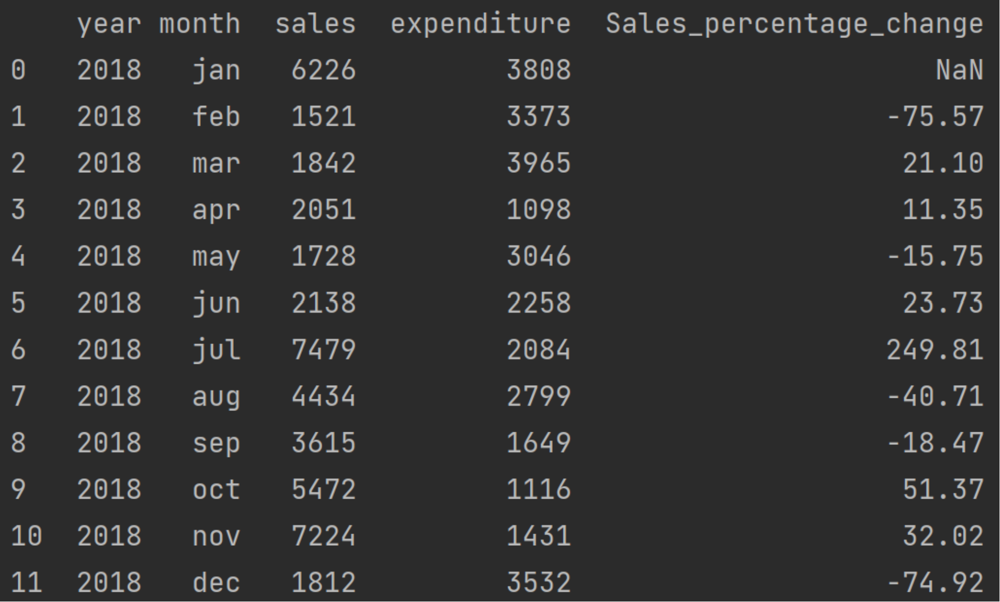 year month sales expenditure Sales_percentage_change
0 2018 jan 6226 3808 NaN
1 2018 feb 1521 3373 -75.57
2 2018 mar 1842 3965 21.10
3 2018 apr 2051 1098 11.35
4 2018 may 1728 3046 -15.75
5 2018 jun 2138 2258 23.73
6 2018 jul 7479 2084 249.81
7 2018 aug 4434 2799 -40.71
8 2018 sep 3615 1649 -18.47
9 2018 oct 5472 1116 51.37
10 2018 nov 7224 1431 32.02
11 2018 dec 1812 3532 -74.92